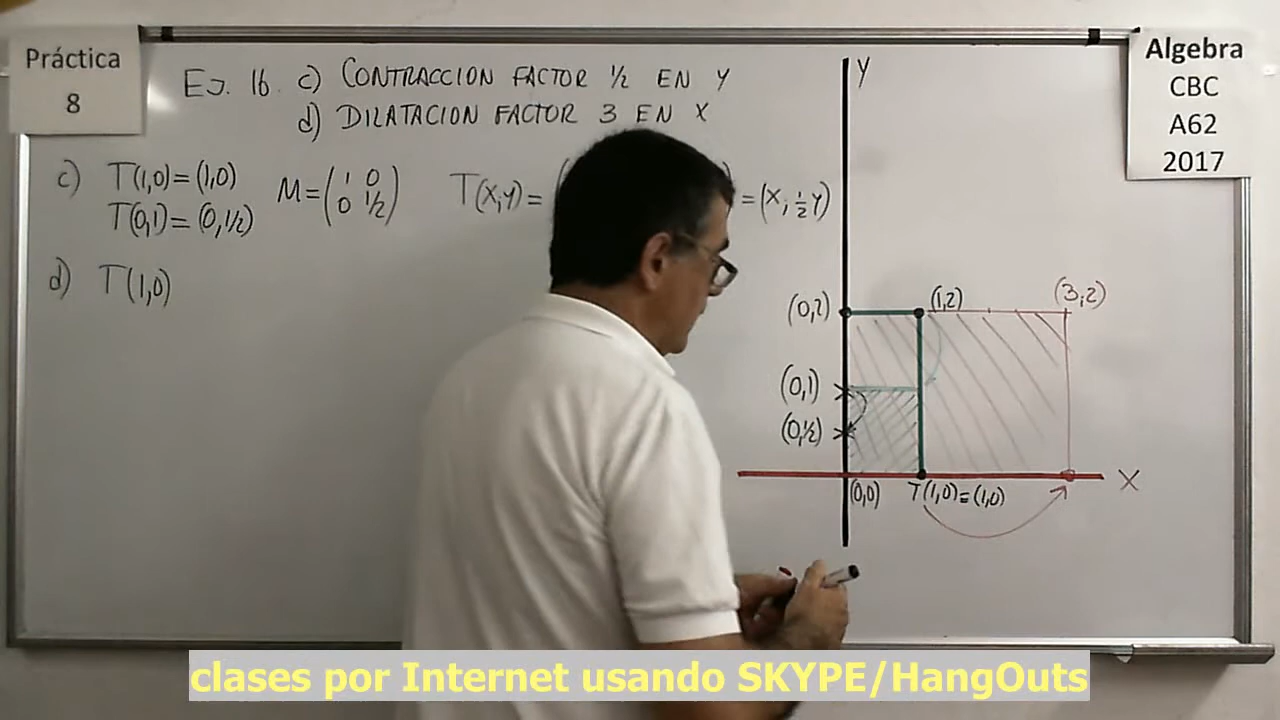 Práctica
8
EJ. 16 c) CONTRACCION FACTOR 1/2 EN Y
d) DILATACION FACTOR 3 EN X
Algebra
CBC
A62
2017
c) T(1,0)=(1,0)
T(0,1)=(0,1/2)
M=(1 0
0 1/2)
T(X,Y)= =(X; 1/2 Y)
d) T(1,0)
Y
(0,2)
(1,2)
(3,2)
(0,1)
(0,1/2)
(0,0)
T(1,0)=(1,0)
X
clases por Internet usando SKYPE/HangOuts